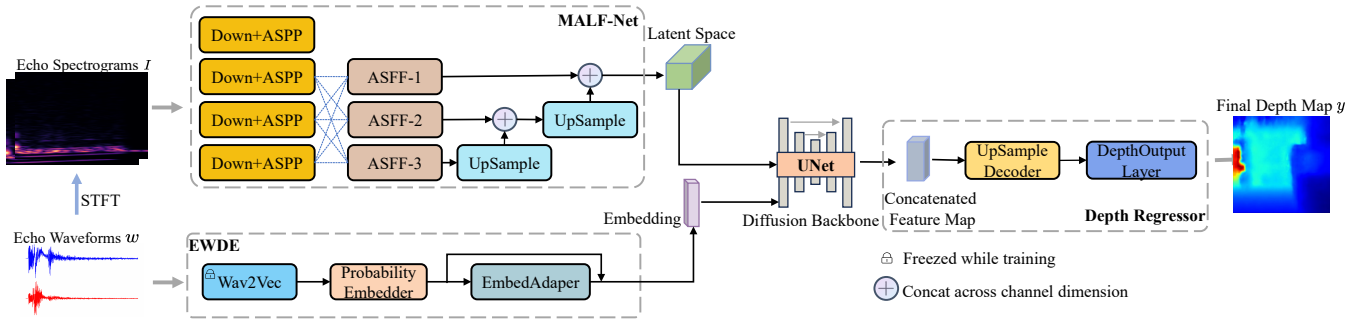 MALF-Net
Down+ASPP
Latent Space
Echo Spectrograms I
Down+ASPP
ASFF-1
Down+ASPP
ASFF-2
UpSample
Final Depth Map y
Down+ASPP
ASFF-3
UpSample
UNet
UpSample
Decoder
DepthOutput
Layer
STFT
Embedding
Diffusion Backbone
Concatenated
Feature Map
Depth Regressor
Echo Waveforms w
EWDE
Wav2Vec
Probability
Embedder
EmbedAdaper
Freezed while training
Concat across channel dimension